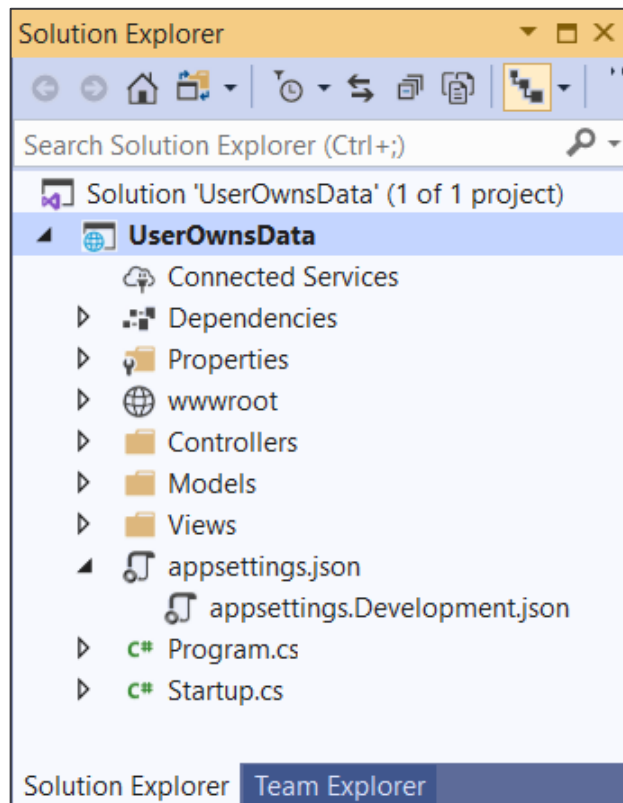 Solution Explorer
Search Solution Explorer (Ctrl+;)
Solution 'UserOwnsData' (1 of 1 project)
UserOwnsData
Connected Services
Dependencies
Properties
wwwroot
Controllers
Models
Views
appsettings.json
appsettings.Development.json
C# Program.cs
C# Startup.cs
Solution Explorer Team Explorer